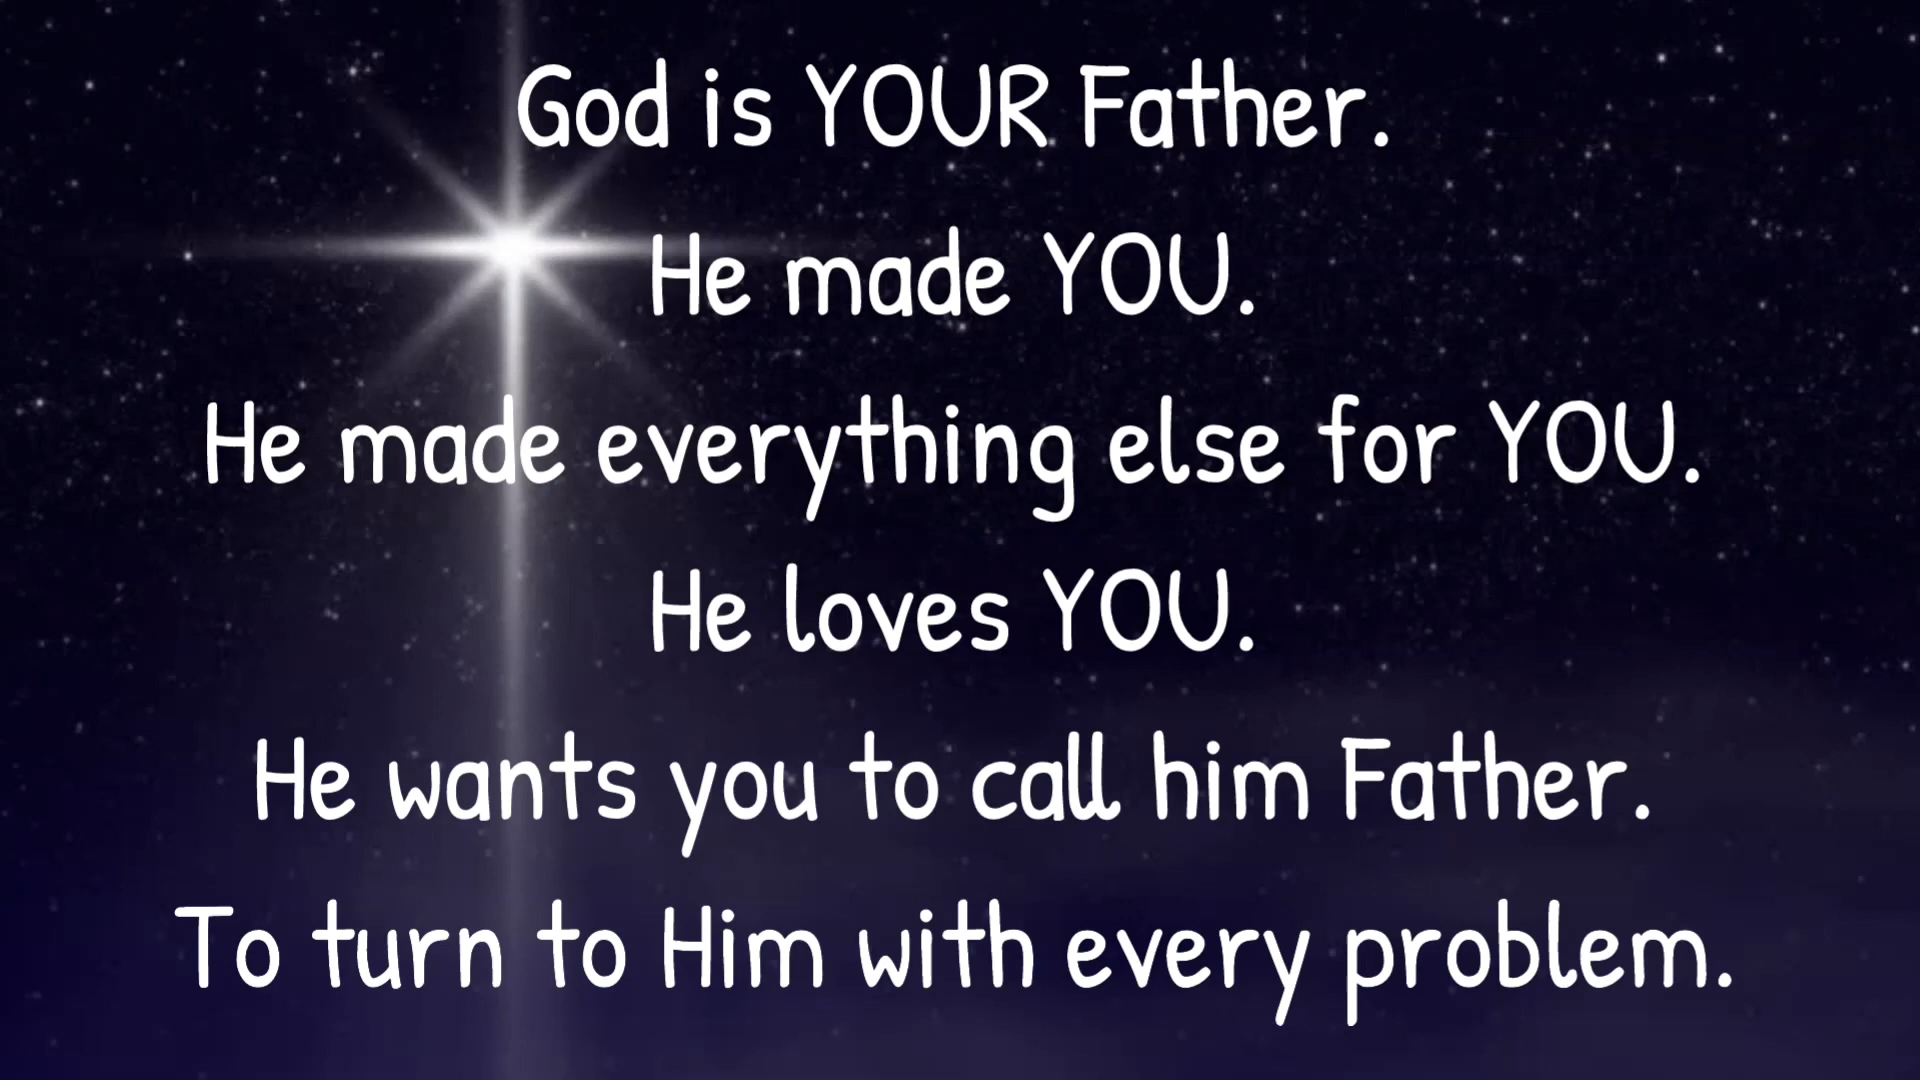 God is YOUR Father.
He made YOU.
He made everything else for YOU.
He loves YOU.
He wants you to call him Father.
To turn to Him with every problem.